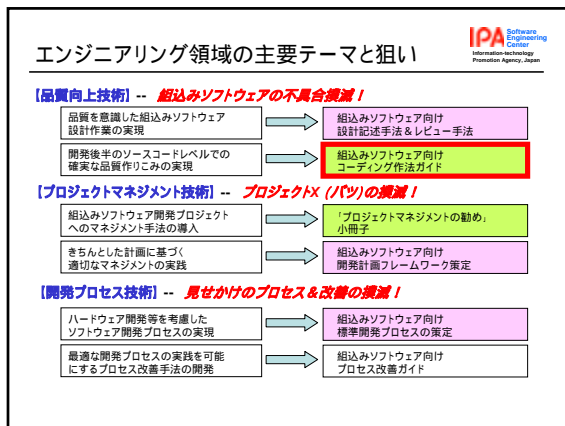 エンジニアリング領域の主要テーマと狙い
IPA
Software
Engineering
Center
Information-technology
Promotion Agency, Japan
【品質向上技術】 -- 組込みソフトウェアの不具合撲滅！
品質を意識した組込みソフトウェア
設計作業の実現
組込みソフトウェア向け
設計記述手法＆レビュー手法
開発後半のソースコードレベルでの
確実な品質作りこみの実現
組込みソフトウェア向け
コーディング作法ガイド
【プロジェクトマネジメント技術】 -- プロジェクトX (バツ)の撲滅！
組込みソフトウェア開発プロジェクト
へのマネジメント手法の導入
「プロジェクトマネジメントの勧め」
小冊子
きちんとした計画に基づく
適切なマネジメントの実践
組込みソフトウェア向け
開発計画フレームワーク策定
【開発プロセス技術】 -- 見せかけのプロセス＆改善の撲滅！
ハードウェア開発等を考慮した
ソフトウェア開発プロセスの実現
組込みソフトウェア向け
標準開発プロセスの策定
最適な開発プロセスの実践を可能
にするプロセス改善手法の開発
組込みソフトウェア向け
プロセス改善ガイド